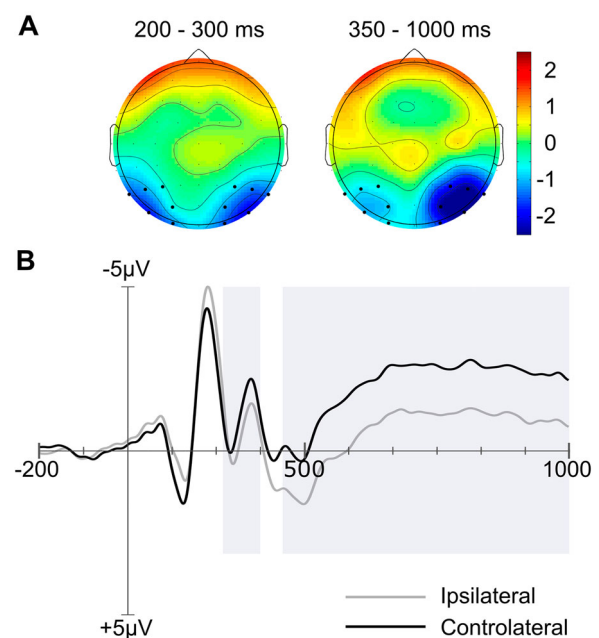 A
200 - 300 ms
350 - 1000 ms
2
1
0
-1
-2
B
-5µV
-200
500
1000
+5µV
Ipsilateral
Controlateral